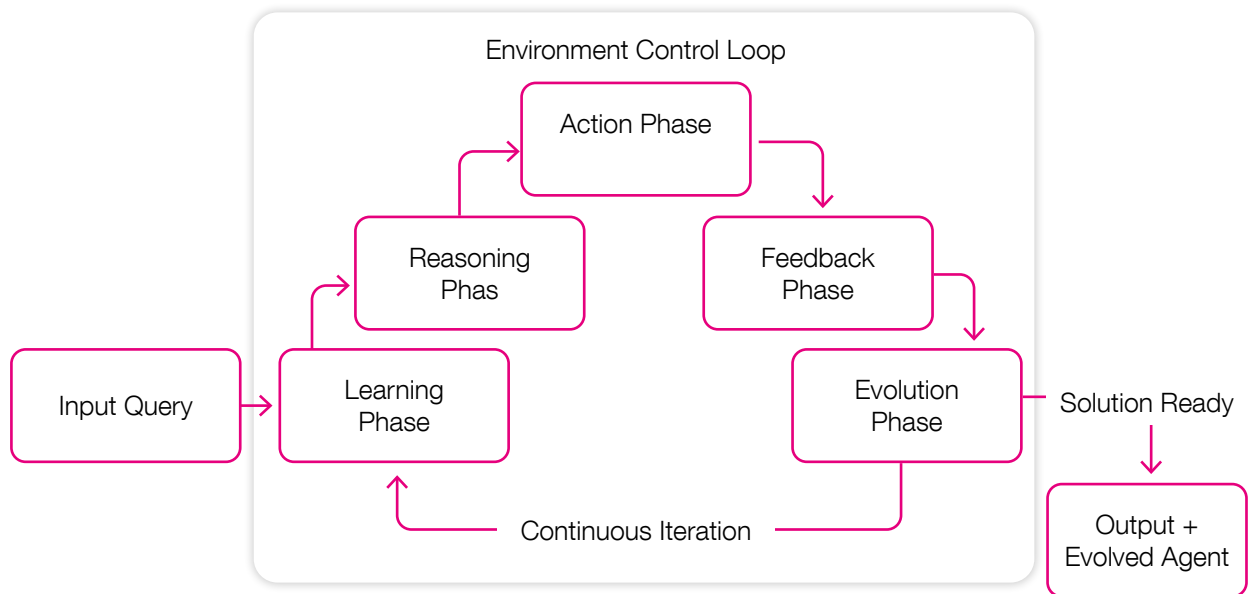 Environment Control Loop
Action Phase
Reasoning
Phas
Feedback
Phase
Input Query
Learning
Phase
Evolution
Phase
Solution Ready
Continuous Iteration
Output +
Evolved Agent